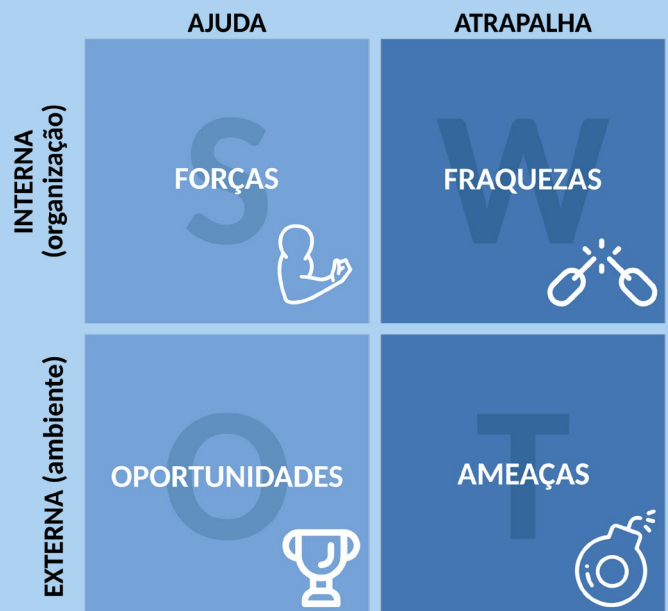 AJUDA
ATRAPALHA
INTERNA
(organização)
S
FORÇAS
W
FRAQUEZAS
EXTERNA (ambiente)
O
OPORTUNIDADES
T
AMEAÇAS